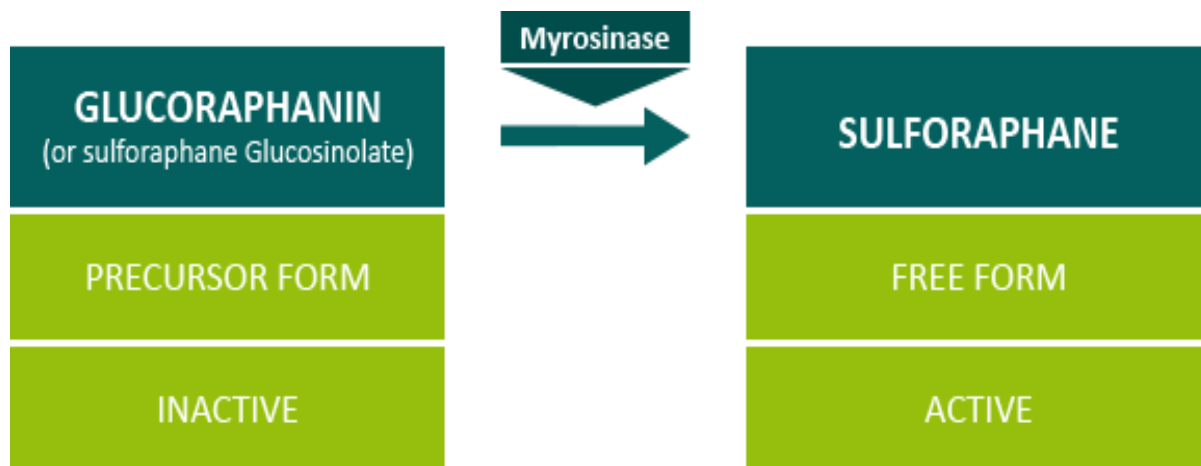 Myrosinase
GLUCORAPHANIN
(or sulforaphane Glucosinolate)
SULFORAPHANE
PRECURSOR FORM
FREE FORM
INACTIVE
ACTIVE